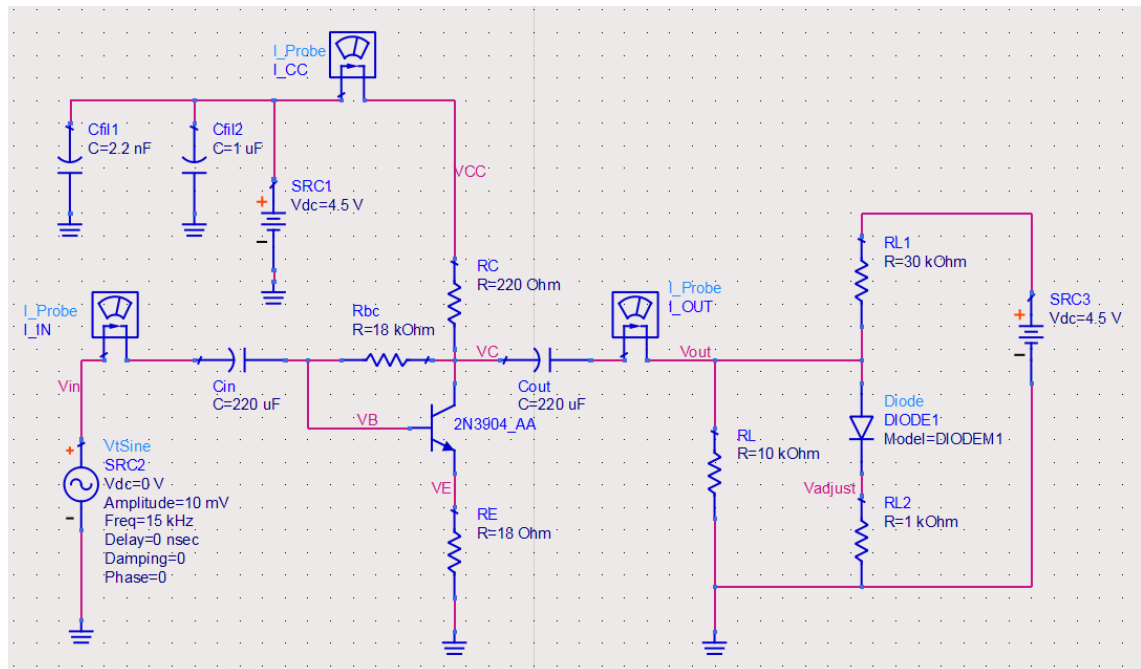 I_Probe
I_CC
Cfil1
C=2.2 nF
Cfil2
C=1 uF
SRC1
Vdc=4.5 V
VCC
RC
R=220 Ohm
RL1
R=30 kOhm
SRC3
Vdc=4.5 V
I_Probe
I_IN
Rbc
R=18 kOhm
I_Probe
I_OUT
VC
Vout
Vin
Cin
C=220 uF
Cout
C=220 uF
VB
2N3904_AA
Diode
DIODE1
Model=DIODEM1
VtSine
SRC2
Vdc=0 V
Amplitude=10 mV
Freq=15 kHz
Delay=0 nsec
Damping=0
Phase=0
RL
R=10 kOhm
VE
RE
R=18 Ohm
Vadjust
RL2
R=1 kOhm